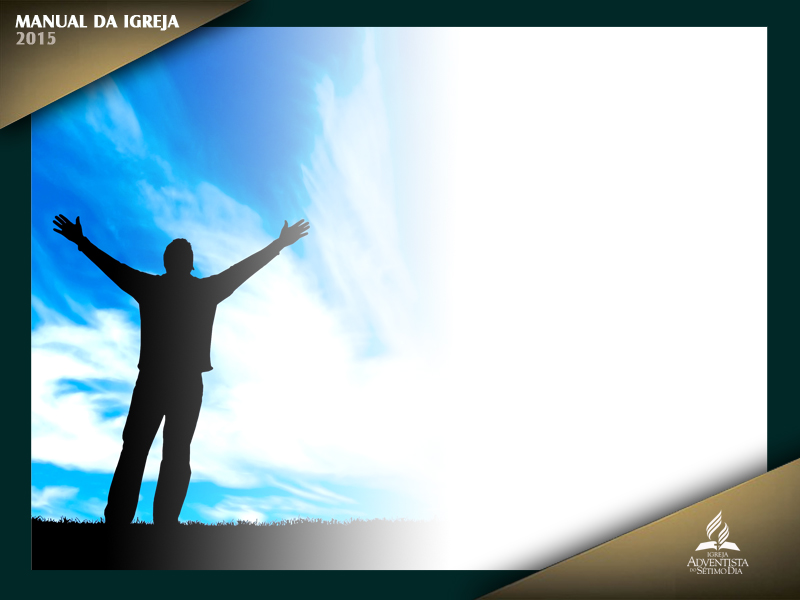 MANUAL DA IGREJA
2015
IGREJA
ADVENTISTA
DO SÉTIMO DIA